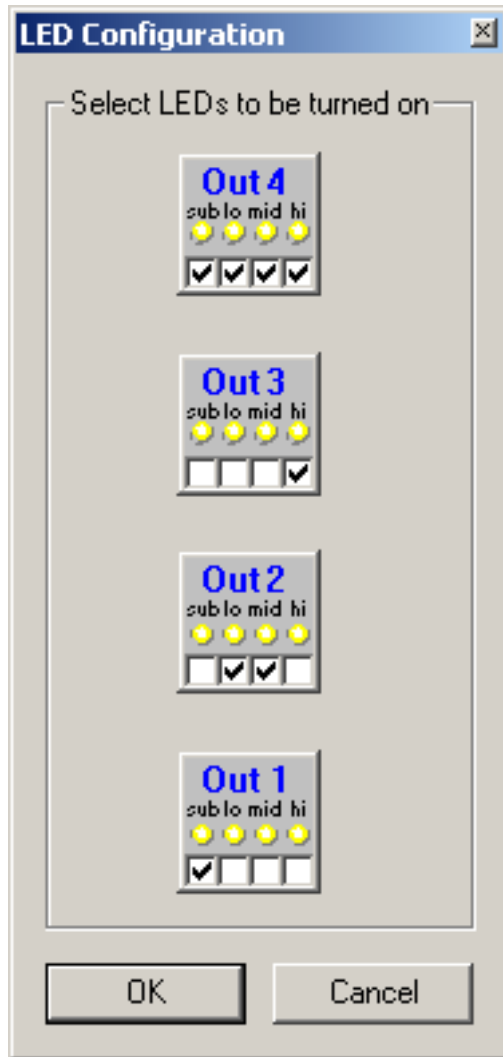 LED Configuration
Select LEDs to be turned on
Out 4
sub lo mid hi
Out 3
sub lo mid hi
Out 2
sub lo mid hi
Out 1
sub lo mid hi
OK Cancel